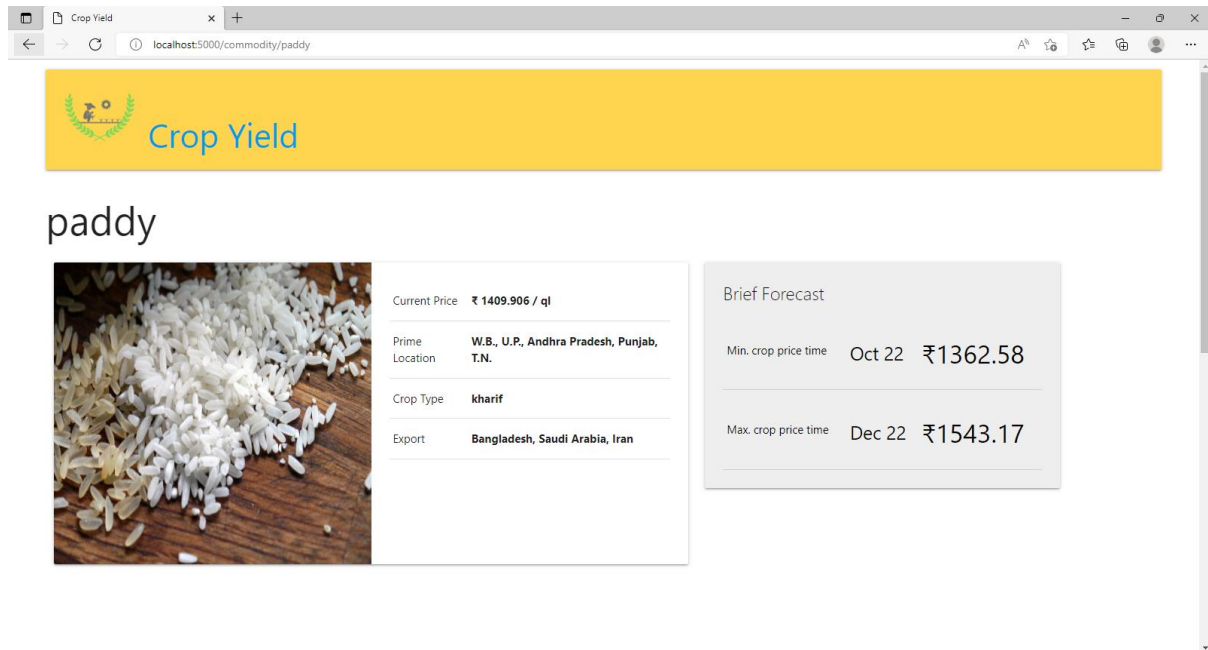 Crop Yield
localhost:5000/commodity/paddy
Crop Yield
paddy
Current Price ₹ 1409.906 / ql
Prime Location W.B., U.P., Andhra Pradesh, Punjab, T.N.
Crop Type kharif
Export Bangladesh, Saudi Arabia, Iran
Brief Forecast
Min. crop price time Oct 22 ₹1362.58
Max. crop price time Dec 22 ₹1543.17